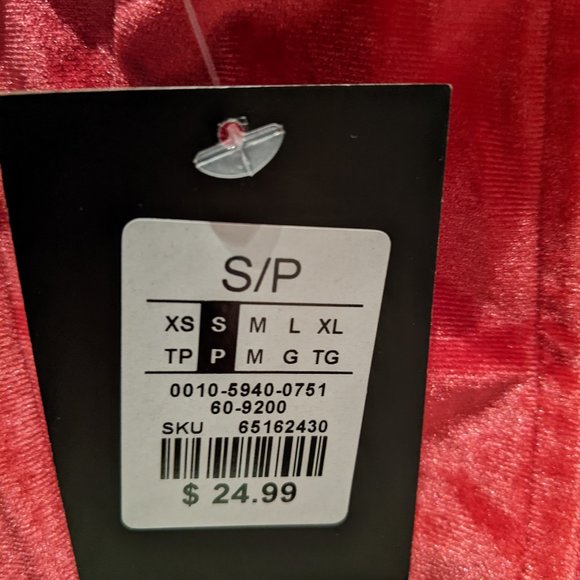 S/P
XS S M L XL
TP P M G TG
0010-5940-0751
60-9200
SKU 65162430
$ 24.99